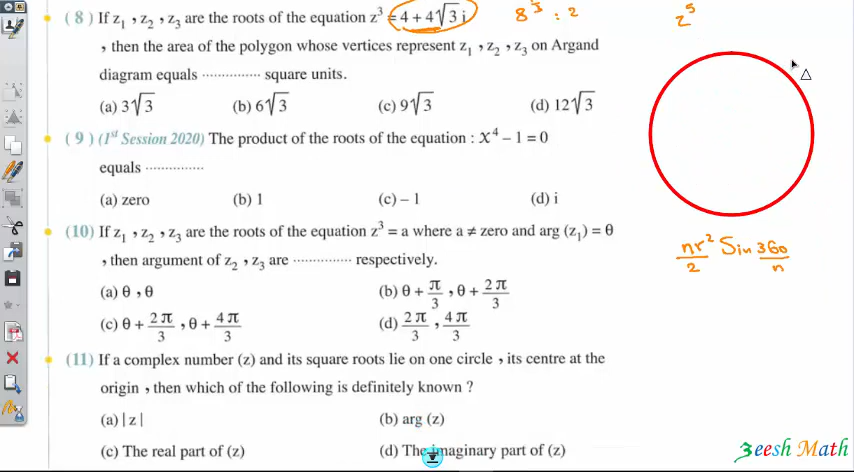 (8) If z₁ , z₂ , z₃ are the roots of the equation z³ = 4 + 4√3 i
, then the area of the polygon whose vertices represent z₁ , z₂ , z₃ on Argand
diagram equals ·············· square units.
(a) 3√3 (b) 6√3 (c) 9√3 (d) 12√3
(9) (1st Session 2020) The product of the roots of the equation : X⁴ – 1 = 0
equals ··············
(a) zero (b) 1 (c) – 1 (d) i
(10) If z₁ , z₂ , z₃ are the roots of the equation z³ = a where a ≠ zero and arg (z₁) = θ
, then argument of z₂ , z₃ are ·············· respectively.
(a) θ , θ (b) θ + π/3 , θ + 2π/3
(c) θ + 2π/3 , θ + 4π/3 (d) 2π/3 , 4π/3
(11) If a complex number (z) and its square roots lie on one circle , its centre at the
origin , then which of the following is definitely known ?
(a) | z | (b) arg (z)
(c) The real part of (z) (d) The imaginary part of (z)
z⁵
nr²/2 Sin 360/n
3eesh Math